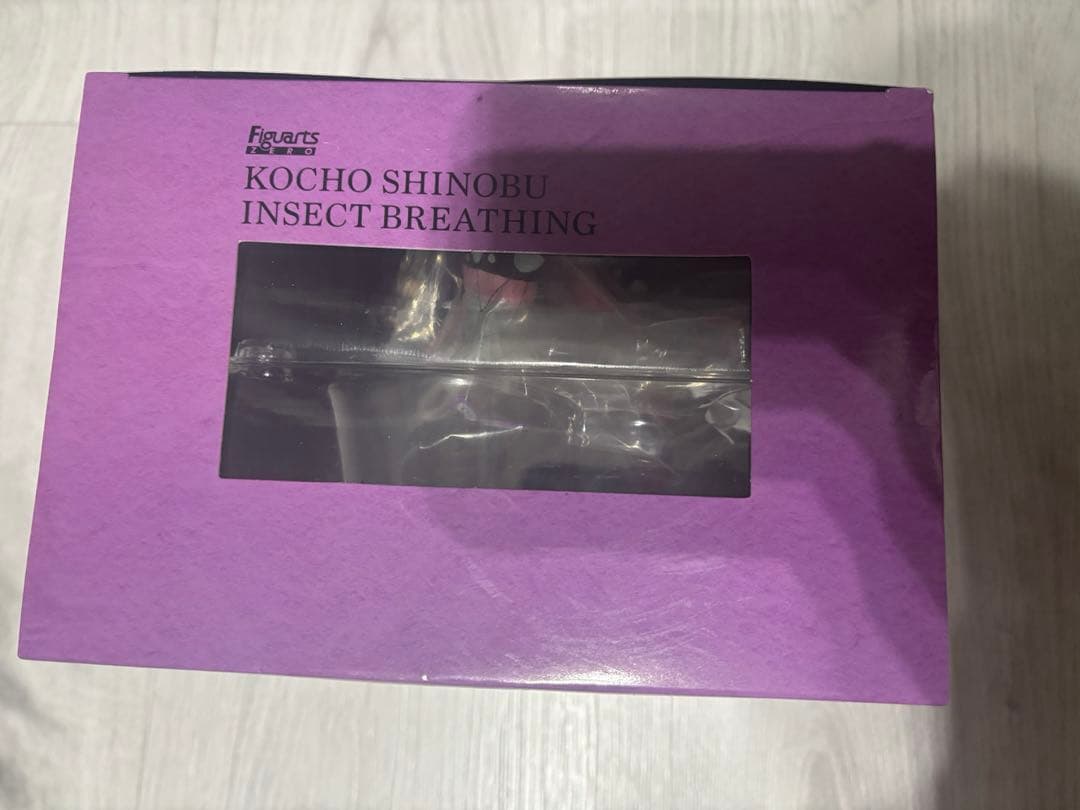 Figuarts
ZERO
KOCHO SHINOBU
INSECT BREATHING